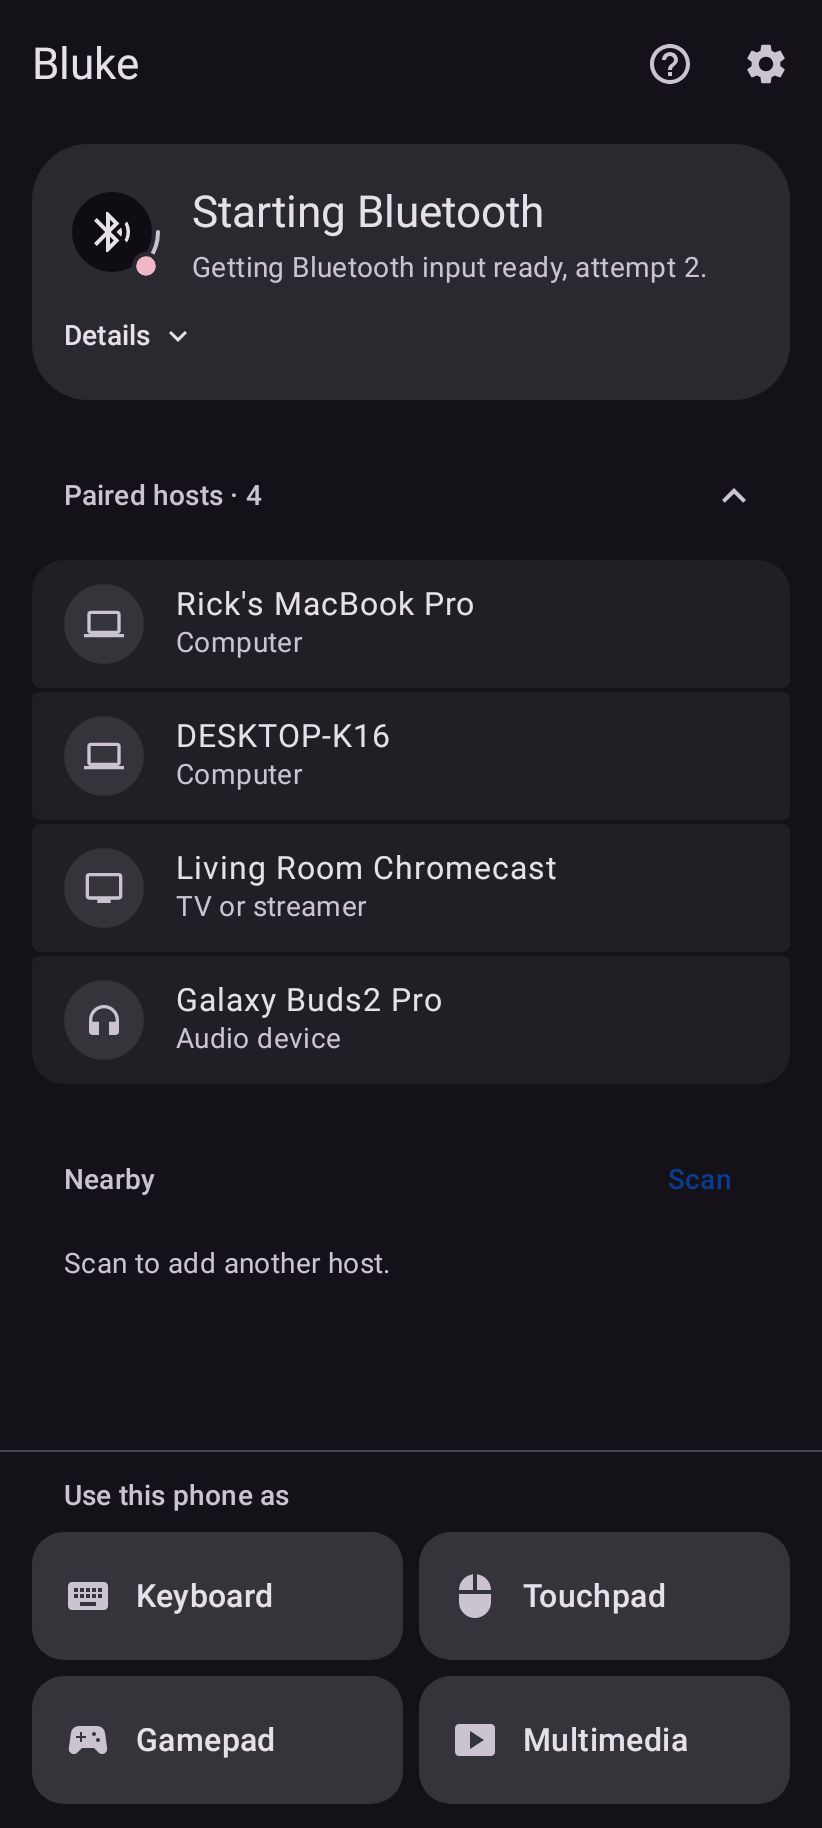 Bluke
Starting Bluetooth
Getting Bluetooth input ready, attempt 2.
Details
Paired hosts · 4
Rick's MacBook Pro
Computer
DESKTOP-K16
Computer
Living Room Chromecast
TV or streamer
Galaxy Buds2 Pro
Audio device
Nearby
Scan
Scan to add another host.
Use this phone as
Keyboard
Touchpad
Gamepad
Multimedia